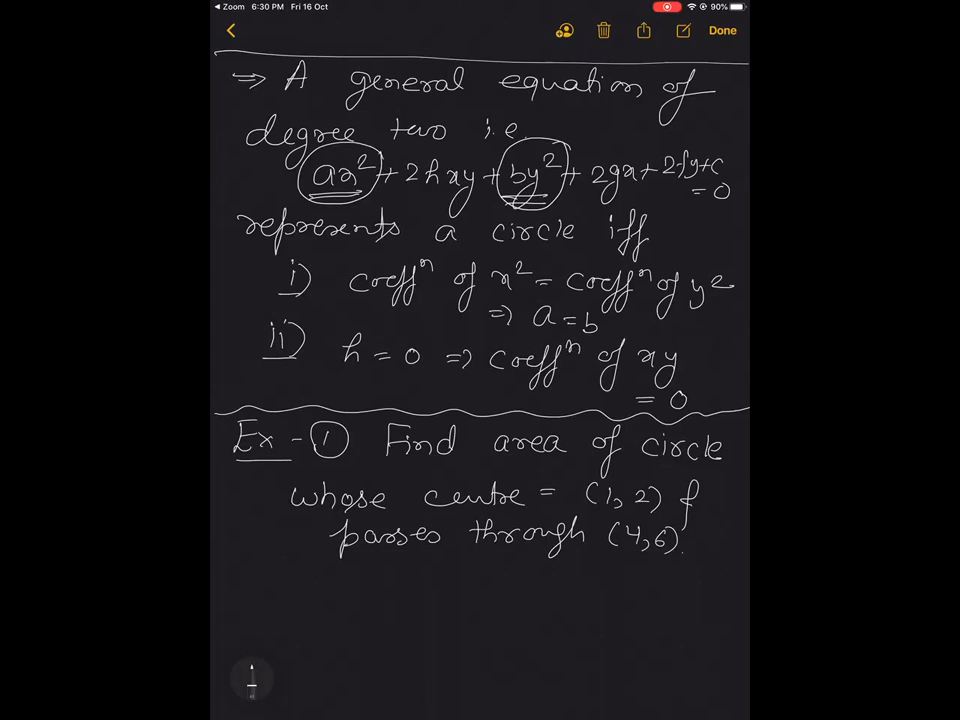 Zoom 6:30 PM Fri 16 Oct 90%
Done
⇒ A general equation of
degree two i.e.
ax² + 2hxy + by² + 2gx + 2fy + c
= 0
represents a circle iff
i) coeffⁿ of x² = coeffⁿ of y²
⇒ a = b
ii) h = 0 ⇒ coeffⁿ of xy
= 0
Ex - ① Find area of circle
whose centre = (1, 2) &
passes through (4,6).